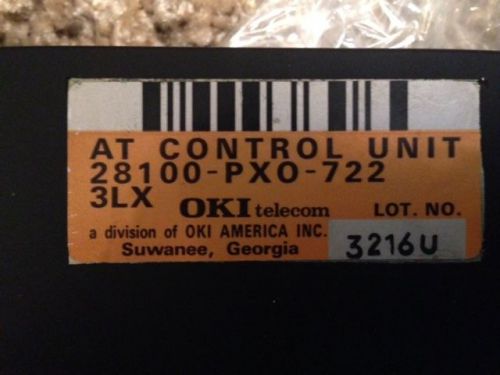 AT CONTROL UNIT
28100-PXO-722
3LX OKI telecom LOT. NO.
a division of OKI AMERICA INC. 3216U
Suwanee, Georgia